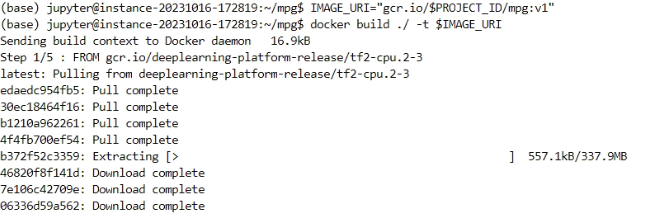 (base) jupyter@instance-20231016-172819:~/mpg$ IMAGE_URI="gcr.io/$PROJECT_ID/mpg:v1"
(base) jupyter@instance-20231016-172819:~/mpg$ docker build ./ -t $IMAGE_URI
Sending build context to Docker daemon   16.9kB
Step 1/5 : FROM gcr.io/deeplearning-platform-release/tf2-cpu.2-3
latest: Pulling from deeplearning-platform-release/tf2-cpu.2-3
edaedc954fb5: Pull complete
30ec18464f16: Pull complete
b1210a962261: Pull complete
4f4fb700ef54: Pull complete
b372f52c3359: Extracting [>                                                  ]  557.1kB/337.9MB
46820f8f141d: Download complete
7e106c42709e: Download complete
06336d59a562: Download complete